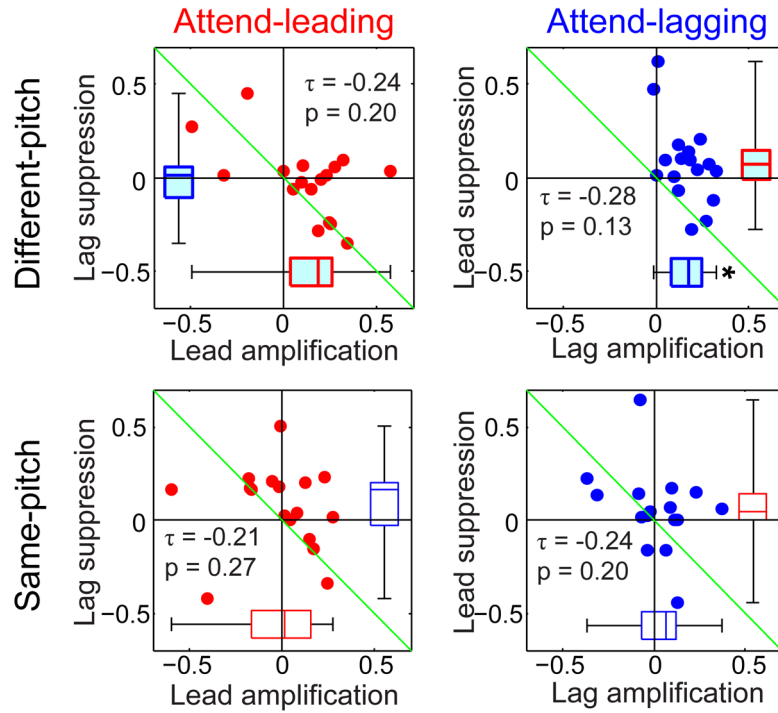 Attend-leading
Attend-lagging
Different-pitch
Lag suppression
0.5
0
−0.5
τ = -0.24
p = 0.20
−0.5
0
0.5
Lead amplification
Lead suppression
0.5
0
−0.5
τ = -0.28
p = 0.13
*
−0.5
0
0.5
Lag amplification
Same-pitch
Lag suppression
0.5
0
−0.5
τ = -0.21
p = 0.27
−0.5
0
0.5
Lead amplification
Lead suppression
0.5
0
−0.5
τ = -0.24
p = 0.20
−0.5
0
0.5
Lag amplification